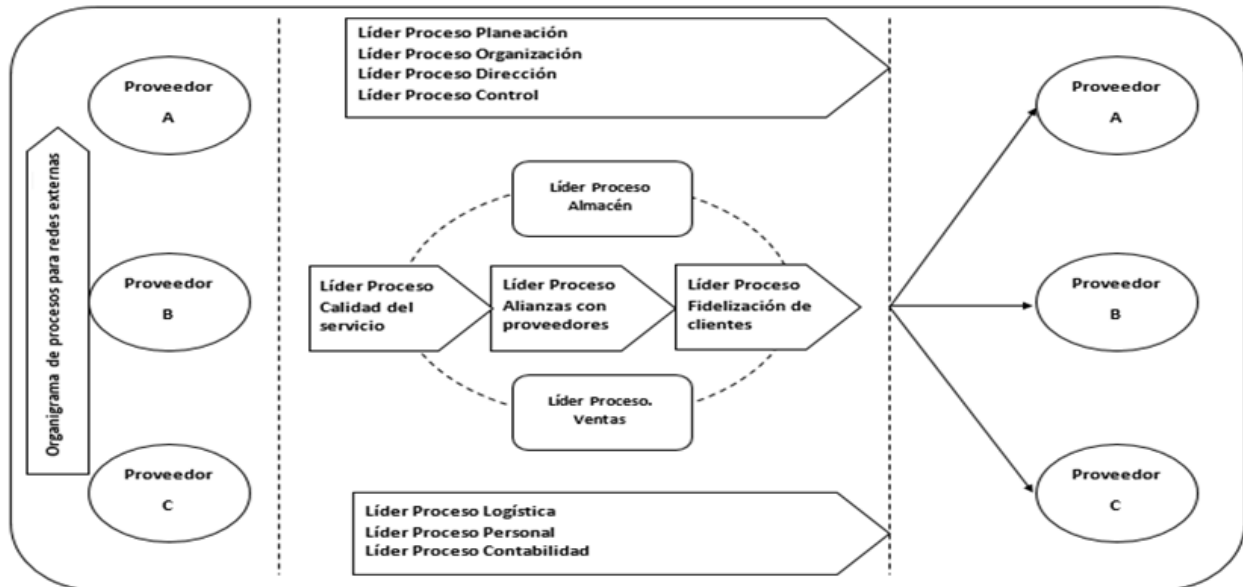 Organigrama de procesos para redes externas
Proveedor
A
Proveedor
B
Proveedor
C
Líder Proceso Planeación
Líder Proceso Organización
Líder Proceso Dirección
Líder Proceso Control
Líder Proceso
Almacén
Líder Proceso
Calidad del
servicio
Líder Proceso
Alianzas con
proveedores
Líder Proceso
Fidelización de
clientes
Líder Proceso.
Ventas
Líder Proceso Logística
Líder Proceso Personal
Líder Proceso Contabilidad
Proveedor
A
Proveedor
B
Proveedor
C